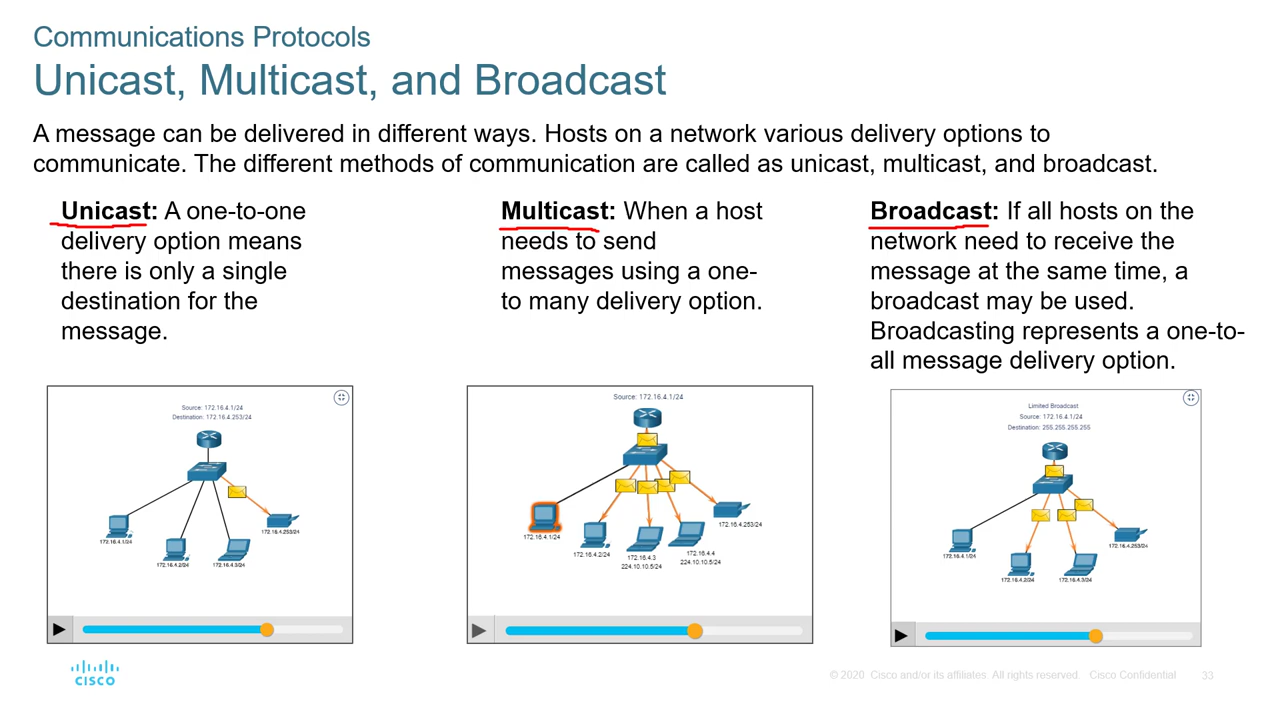 Communications Protocols
Unicast, Multicast, and Broadcast
A message can be delivered in different ways. Hosts on a network various delivery options to
communicate. The different methods of communication are called as unicast, multicast, and broadcast.
Unicast: A one-to-one
delivery option means
there is only a single
destination for the
message.
Multicast: When a host
needs to send
messages using a one-
to many delivery option.
Broadcast: If all hosts on the
network need to receive the
message at the same time, a
broadcast may be used.
Broadcasting represents a one-to-
all message delivery option.
Source: 172.16.4.1/24
Destination: 172.16.4.253/24
172.16.4.253/24
172.16.4.1/24
172.16.4.2/24
172.16.4.3/24
Source: 172.16.4.1/24
172.16.4.253/24
172.16.4.1/24
172.16.4.2/24
172.16.4.3
224.10.10.5/24
172.16.4.4
224.10.10.5/24
Limited Broadcast
Source: 172.16.4.1/24
Destination: 255.255.255.255
172.16.4.1/24
172.16.4.253/24
172.16.4.2/24
172.16.4.3/24
CISCO
© 2020 Cisco and/or its affiliates. All rights reserved. Cisco Confidential
33